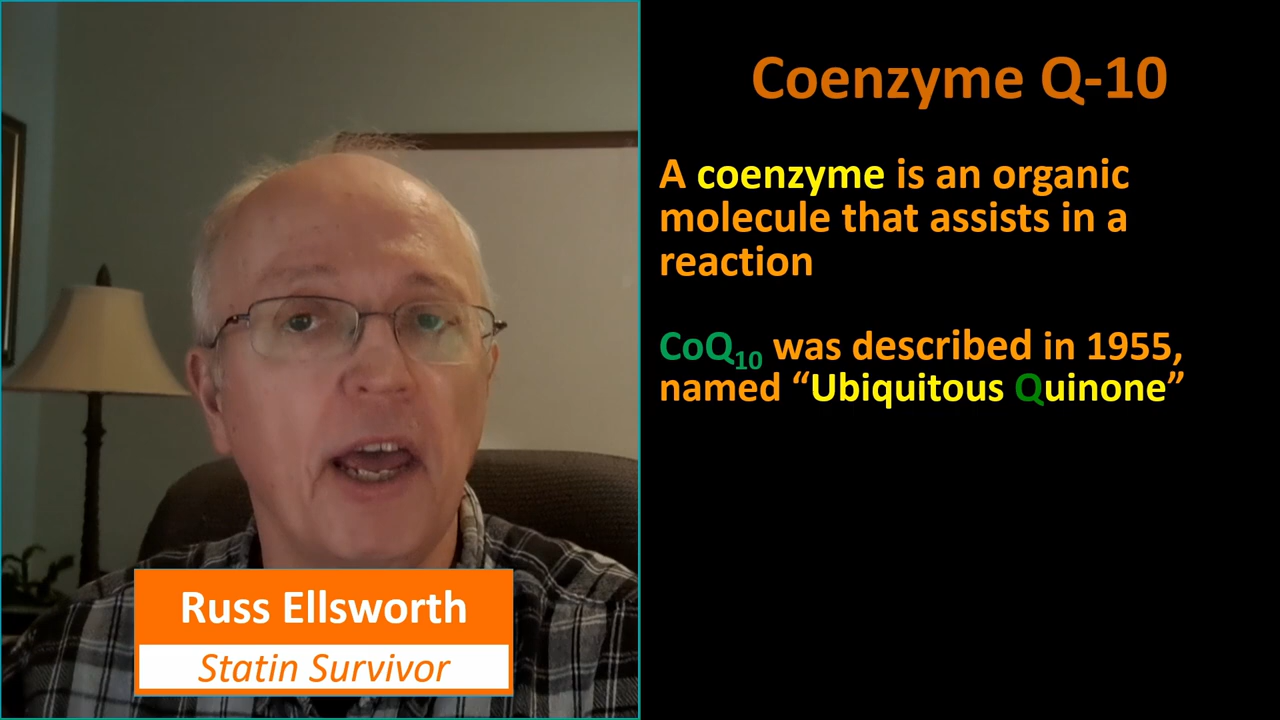 Coenzyme Q-10
A coenzyme is an organic
molecule that assists in a
reaction
CoQ10 was described in 1955,
named “Ubiquitous Quinone”
Russ Ellsworth
Statin Survivor